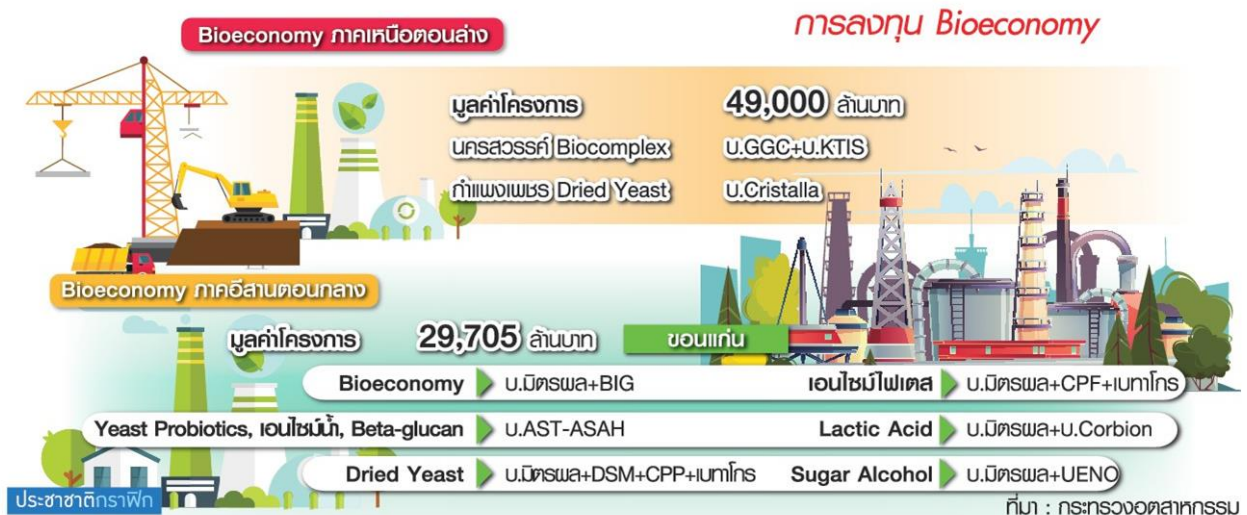 การลงทุน Bioeconomy
Bioeconomy ภาคเหนือตอนล่าง
มูลค่าโครงการ 49,000 ล้านบาท
นครสวรรค์ Biocomplex บ.GGC+บ.KTIS
กำแพงเพชร Dried Yeast บ.Cristalla
Bioeconomy ภาคอีสานตอนกลาง
มูลค่าโครงการ 29,705 ล้านบาท ขอนแก่น
Bioeconomy บ.มิตรผล+BIG เอนไซม์ไฟเตส บ.มิตรผล+CPF+เบทาโกร
Yeast Probiotics, เอนไซม์น้ำ, Beta-glucan บ.AST-ASAH Lactic Acid บ.มิตรผล+บ.Corbion
Dried Yeast บ.มิตรผล+DSM+CPP+เบทาโกร Sugar Alcohol บ.มิตรผล+UENO
ประชาชาติกราฟิก
ที่มา : กระทรวงอุตสาหกรรม